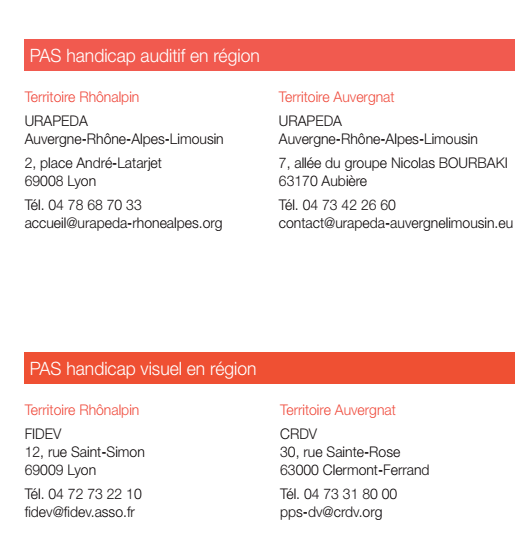 PAS handicap auditif en région
Territoire Rhônalpin
URAPEDA
Auvergne-Rhône-Alpes-Limousin
2, place André-Latarjet
69008 Lyon
Tél. 04 78 68 70 33
accueil@urapeda-rhonealpes.org
Territoire Auvergnat
URAPEDA
Auvergne-Rhône-Alpes-Limousin
7, allée du groupe Nicolas BOURBAKI
63170 Aubière
Tél. 04 73 42 26 60
contact@urapeda-auvergnelimousin.eu
PAS handicap visuel en région
Territoire Rhônalpin
FIDEV
12, rue Saint-Simon
69009 Lyon
Tél. 04 72 73 22 10
fidev@fidev.asso.fr
Territoire Auvergnat
CRDV
30, rue Sainte-Rose
63000 Clermont-Ferrand
Tél. 04 73 31 80 00
pps-dv@crdv.org